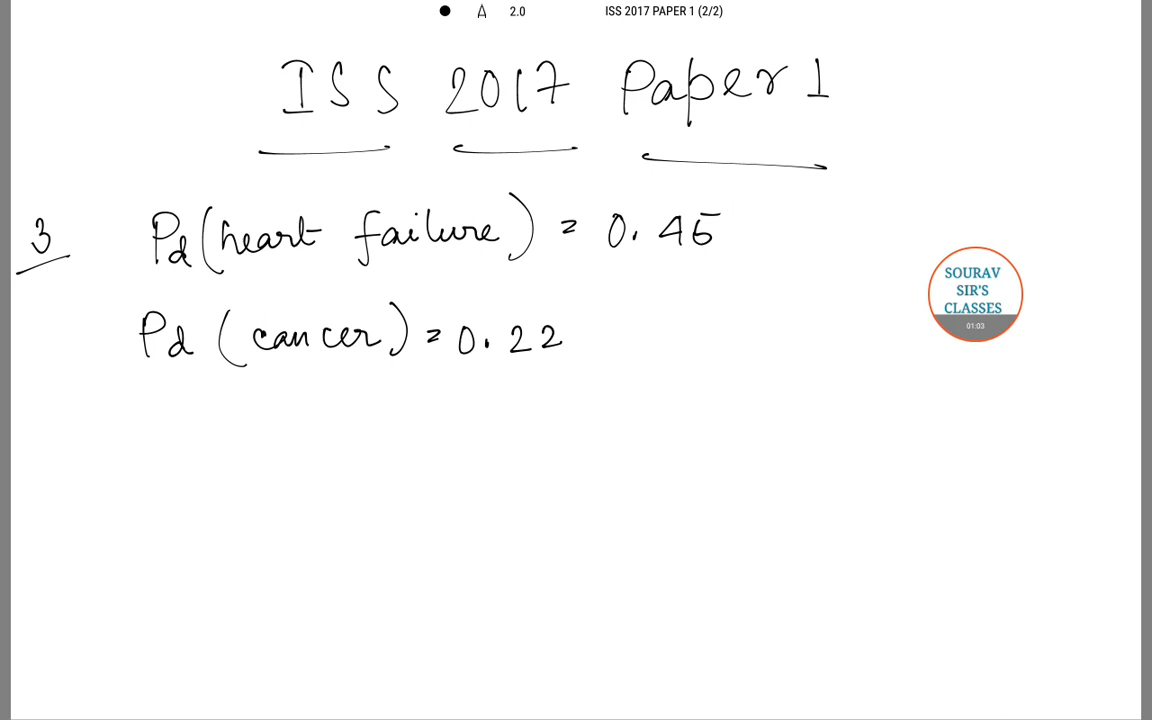 2.0 ISS 2017 PAPER 1 (2/2)
ISS 2017 Paper 1
3 Pd (heart failure) = 0.45
Pd (cancer) = 0.22
SOURAV
SIR'S
CLASSES
01:03